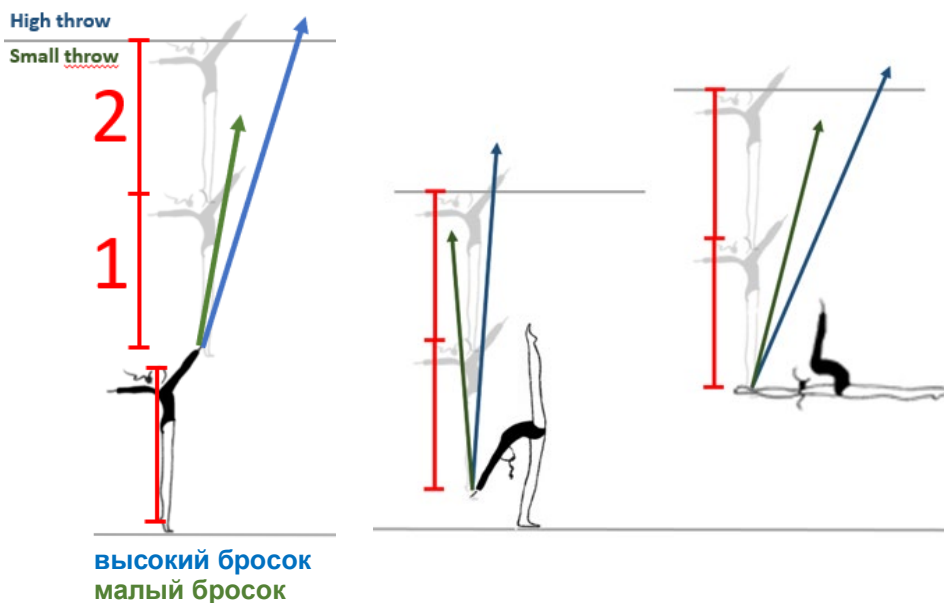 High throw
Small throw
2
1
высокий бросок
малый бросок